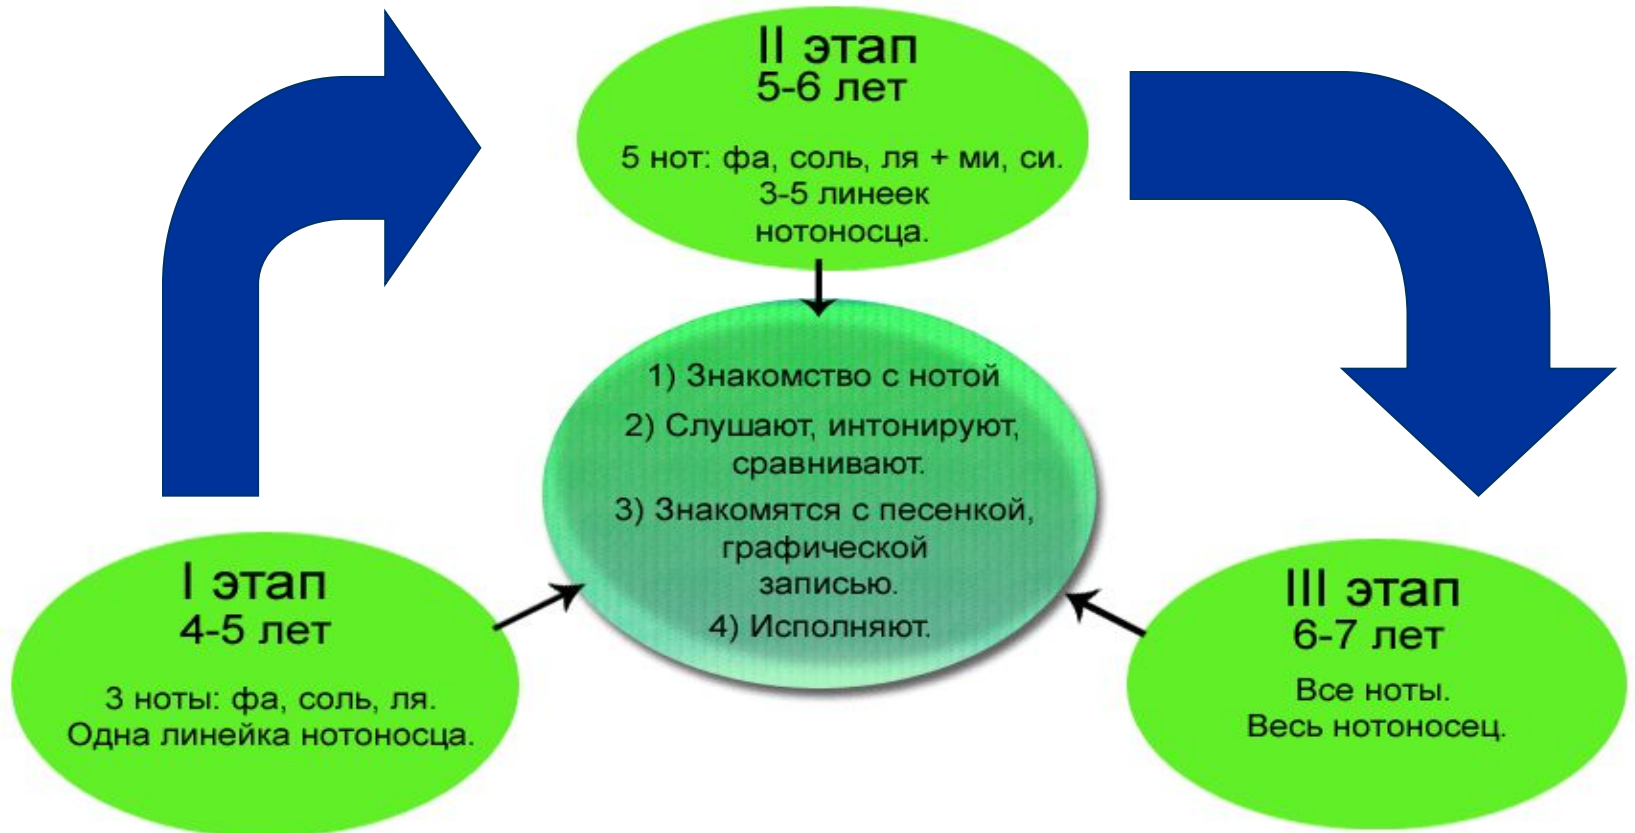 II этап
5-6 лет
5 нот: фа, соль, ля + ми, си.
3-5 линеек
нотоносца.
1) Знакомство с нотой
2) Слушают, интонируют,
сравнивают.
3) Знакомятся с песенкой,
графической
записью.
4) Исполняют.
I этап
4-5 лет
3 ноты: фа, соль, ля.
Одна линейка нотоносца.
III этап
6-7 лет
Все ноты.
Весь нотоносец.